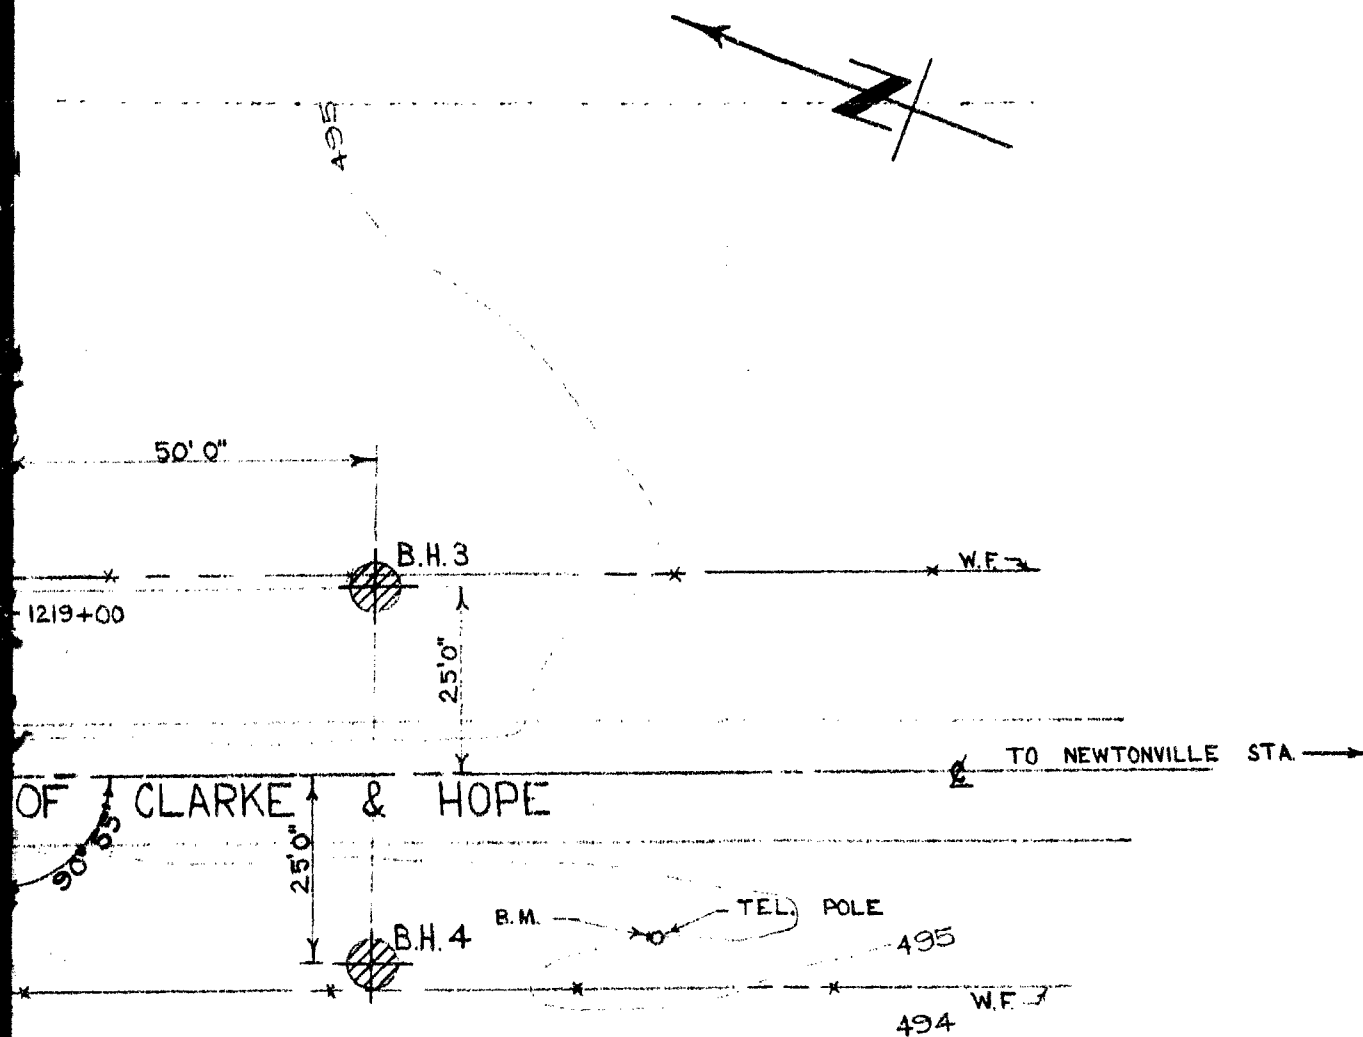 N
495
50' 0"
B.H. 3
W.F.
1219+00
25'0"
℄ TO NEWTONVILLE STA.
OF CLARKE & HOPE
90° 55'
25'0"
B.M.
TEL. POLE
B.H. 4
495
W.F.
494